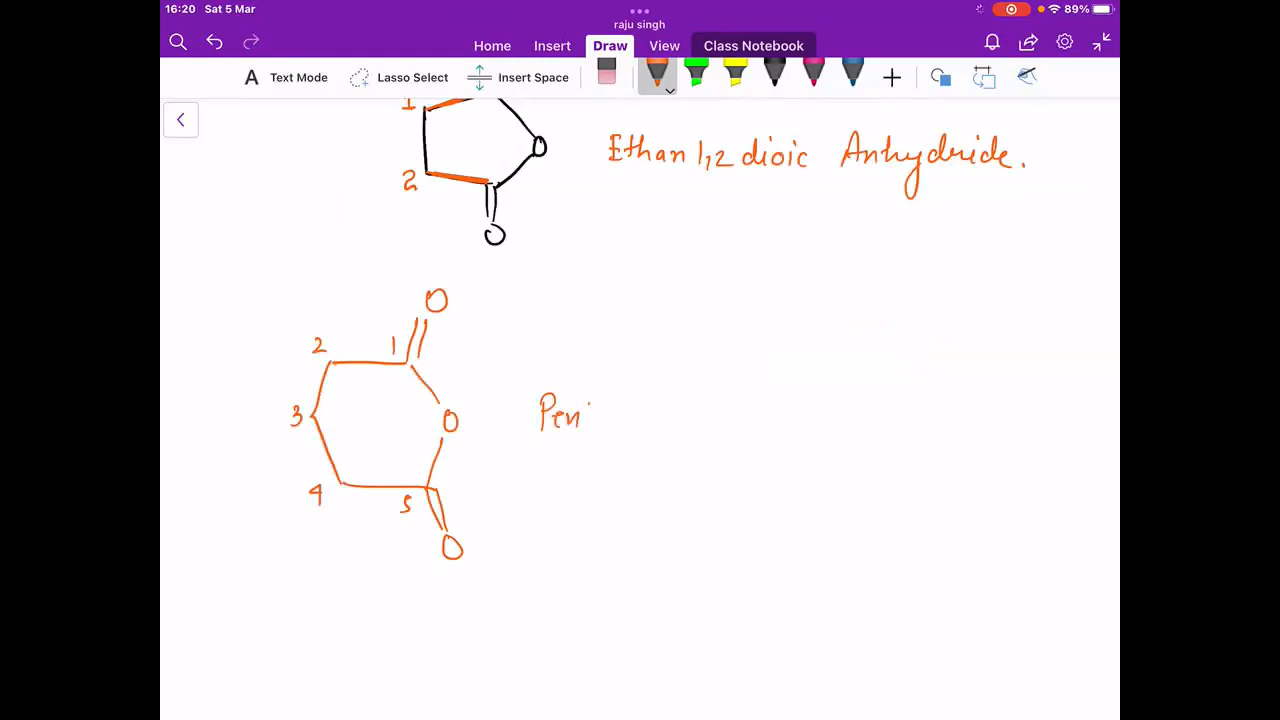 16:20 Sat 5 Mar
89%
raju singh
Home Insert Draw View Class Notebook
A Text Mode Lasso Select Insert Space
1
O
Ethan 1,2 dioic Anhydride.
2
O
O
2 1
3 O Pen
4 5
O